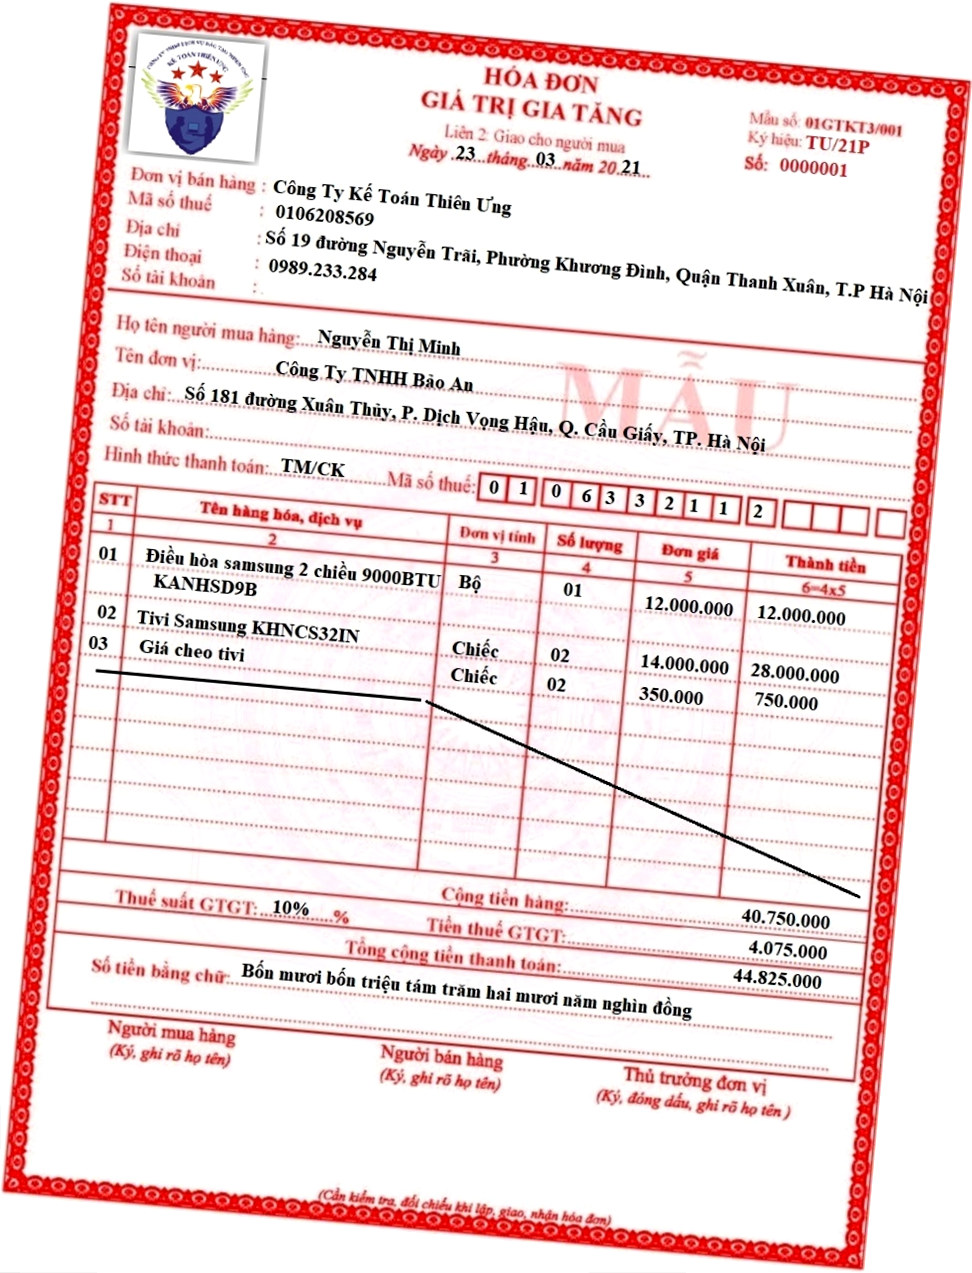 CÔNG TY TNHH DỊCH VỤ ĐÀO TẠO
KẾ TOÁN THIÊN ƯNG
HÓA ĐƠN
GIÁ TRỊ GIA TĂNG
Liên 2: Giao cho người mua
Ngày .23...tháng..03...năm 20.21...
Mẫu số: 01GTKT3/001
Ký hiệu: TU/21P
Số: 0000001
Đơn vị bán hàng : Công Ty Kế Toán Thiên Ưng
Mã số thuế : 0106208569
Địa chỉ : Số 19 đường Nguyễn Trãi, Phường Khương Đình, Quận Thanh Xuân, T.P Hà Nội
Điện thoại : 0989.233.284
Số tài khoản :
Họ tên người mua hàng: Nguyễn Thị Minh
Tên đơn vị: Công Ty TNHH Bảo An
MẪU
Địa chỉ: Số 181 đường Xuân Thủy, P. Dịch Vọng Hậu, Q. Cầu Giấy, TP. Hà Nội
Số tài khoản:
Hình thức thanh toán: TM/CK Mã số thuế: 0 1 0 6 3 3 2 1 1 2
STT Tên hàng hóa, dịch vụ Đơn vị tính Số lượng Đơn giá Thành tiền
1 2 3 4 5 6=4x5
01 Điều hòa samsung 2 chiều 9000BTU Bộ 01 12.000.000 12.000.000
KANHSD9B
02 Tivi Samsung KHNCS32IN Chiếc 02 14.000.000 28.000.000
03 Giá cheo tivi Chiếc 02 350.000 750.000
Cộng tiền hàng: 40.750.000
Thuế suất GTGT: 10% % Tiền thuế GTGT: 4.075.000
Tổng cộng tiền thanh toán: 44.825.000
Số tiền bằng chữ: Bốn mươi bốn triệu tám trăm hai mươi năm nghìn đồng
Người mua hàng Người bán hàng Thủ trưởng đơn vị
(Ký, ghi rõ họ tên) (Ký, ghi rõ họ tên) (Ký, đóng dấu, ghi rõ họ tên )
(Cần kiểm tra, đối chiếu khi lập, giao, nhận hóa đơn)